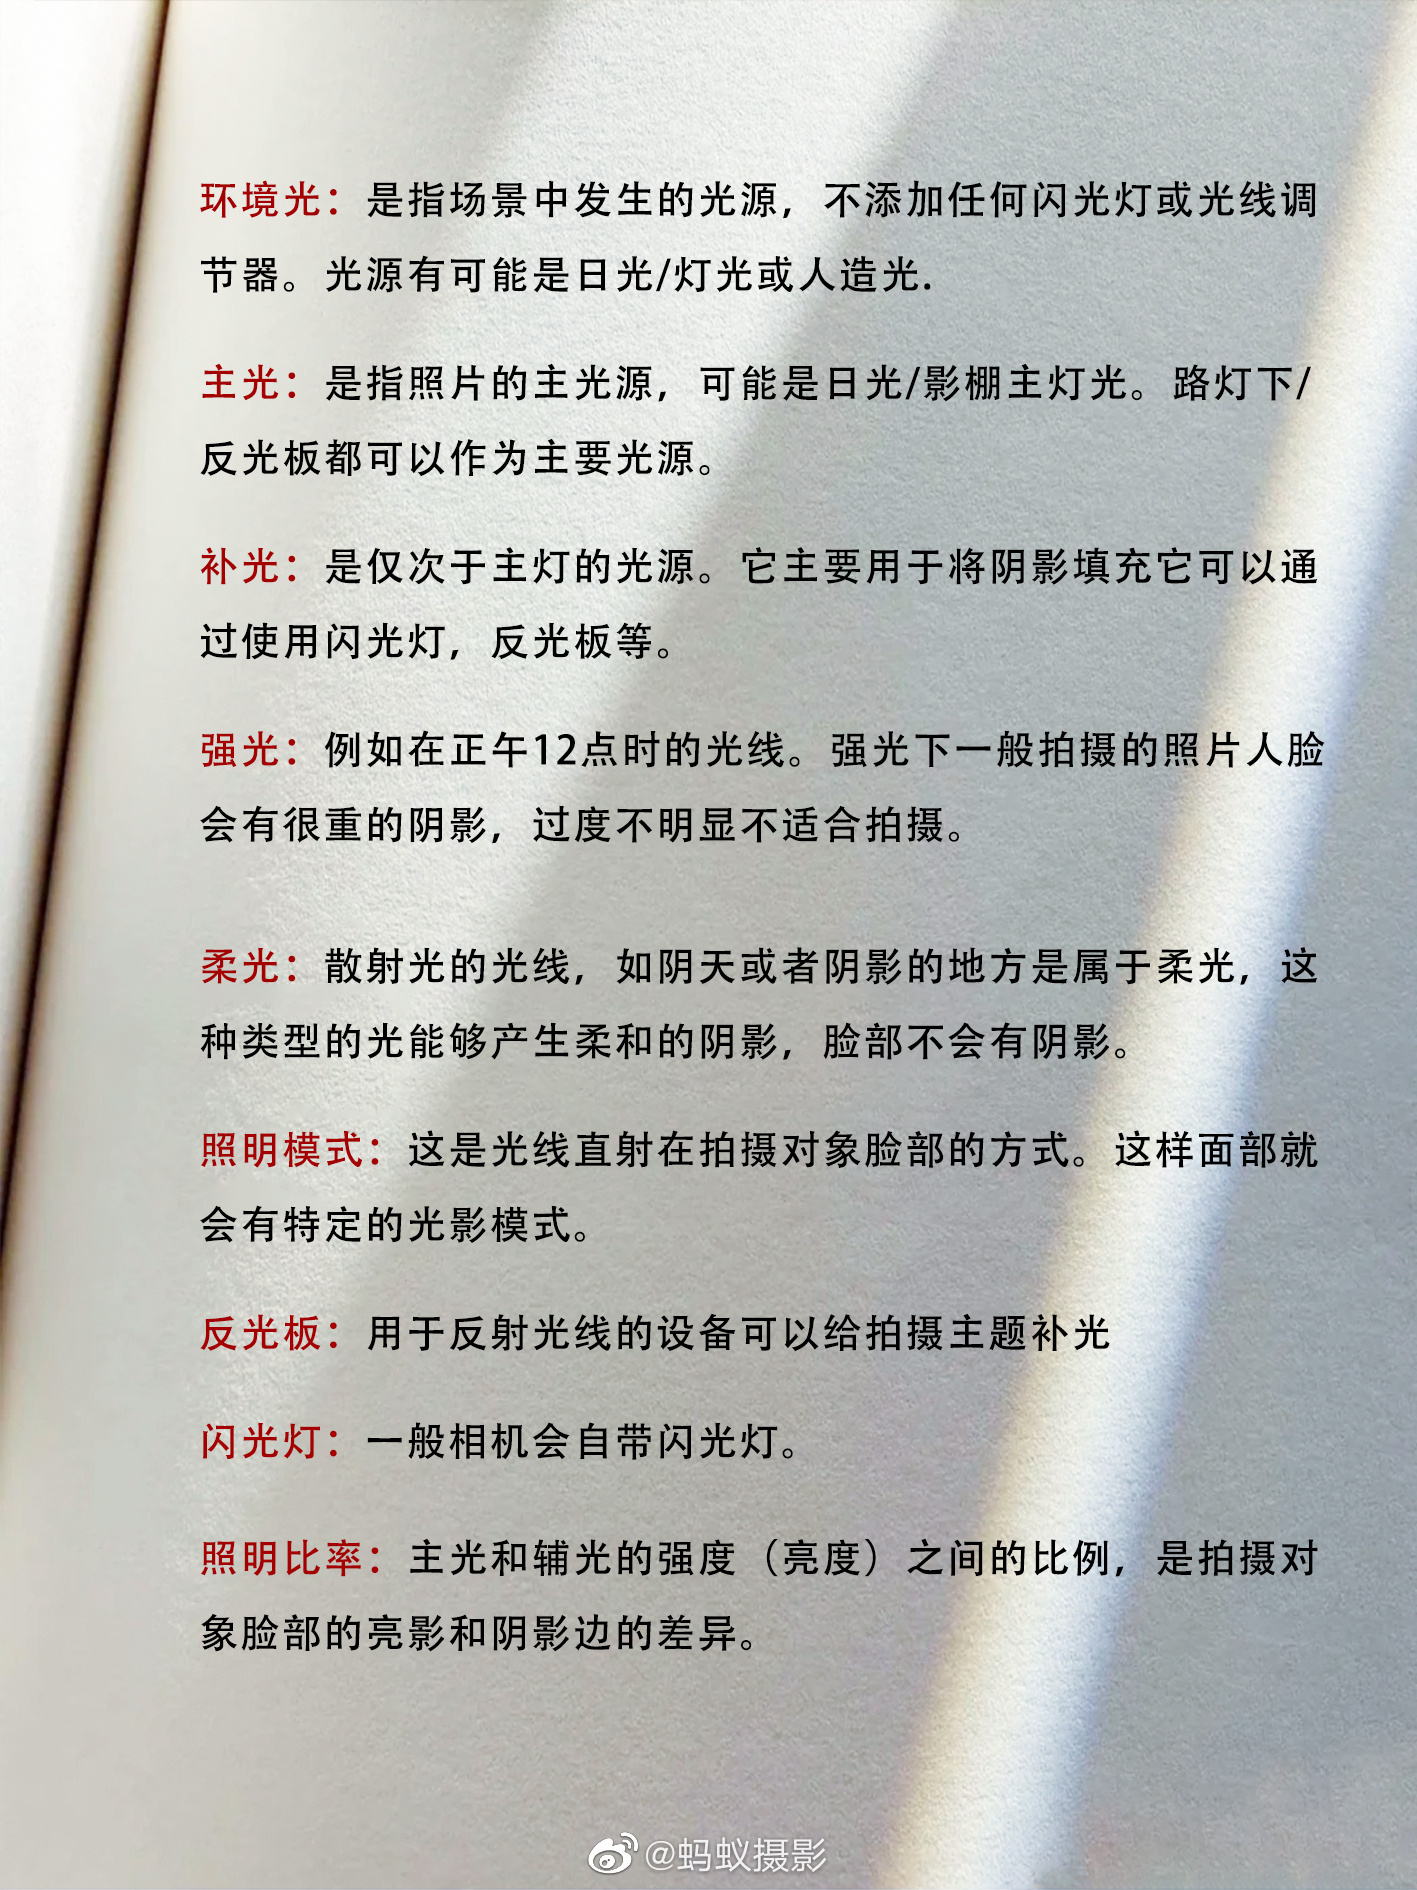 环境光：是指场景中发生的光源，不添加任何闪光灯或光线调
节器。光源有可能是日光/灯光或人造光.
主光：是指照片的主光源，可能是日光/影棚主灯光。路灯下/
反光板都可以作为主要光源。
补光：是仅次于主灯的光源。它主要用于将阴影填充它可以通
过使用闪光灯，反光板等。
强光：例如在正午12点时的光线。强光下一般拍摄的照片人脸
会有很重的阴影，过度不明显不适合拍摄。
柔光：散射光的光线，如阴天或者阴影的地方是属于柔光，这
种类型的光能够产生柔和的阴影，脸部不会有阴影。
照明模式：这是光线直射在拍摄对象脸部的方式。这样面部就
会有特定的光影模式。
反光板：用于反射光线的设备可以给拍摄主题补光
闪光灯：一般相机会自带闪光灯。
照明比率：主光和辅光的强度（亮度）之间的比例，是拍摄对
象脸部的亮影和阴影边的差异。
@蚂蚁摄影